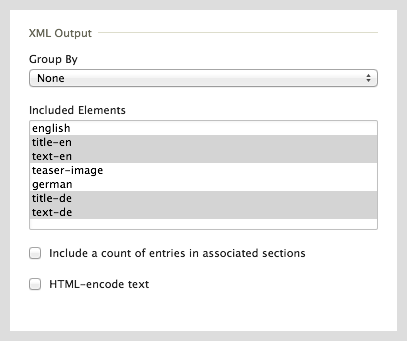 XML Output
Group By
None
Included Elements
english
title-en
text-en
teaser-image
german
title-de
text-de
Include a count of entries in associated sections
HTML-encode text